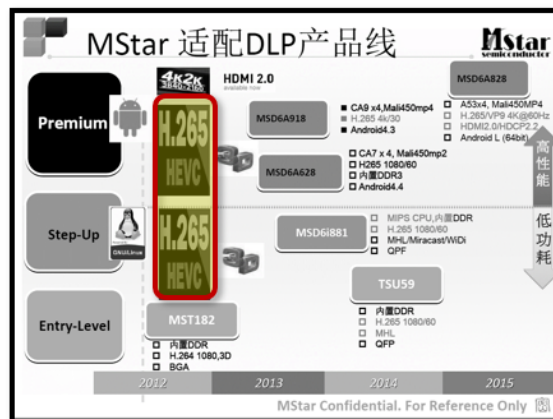 MStar 适配DLP产品线
MStar
semiconductor
4K2K
3840×2160
HDMI 2.0
available now
MSD6A828
Premium
H.265
HEVC
MSD6A918
CA9 x4,Mali450mp4
H.265 4k/30
Android4.3
A53x4, Mali450MP4
H.265/VP9 4K@60Hz
HDMI2.0/HDCP2.2
Android L (64bit)
高性能
3D
MSD6A628
CA7 x 4, Mali450mp2
H265 1080/60
内置DDR3
Android4.4
Step-Up
GNU/Linux
H.265
HEVC
3D
MSD6i881
MIPS CPU,内置DDR
H.265 1080/60
MHL/Miracast/WiDi
QPF
低功耗
TSU59
内置DDR
H.265 1080/60
MHL
QFP
Entry-Level
MST182
内置DDR
H.264 1080,3D
BGA
2012
2013
2014
2015
MStar Confidential. For Reference Only